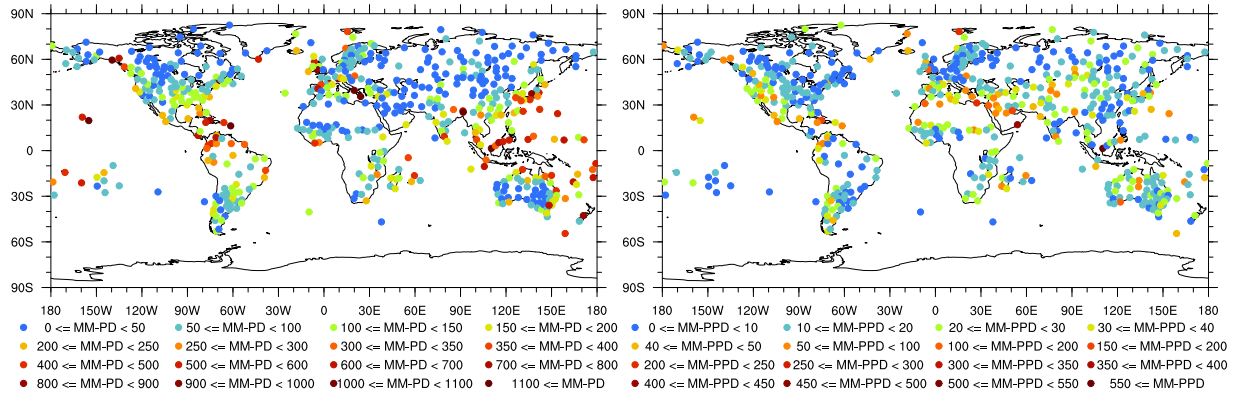 90N 90N
60N 60N
30N 30N
0 0
30S 30S
60S 60S
90S 90S
180 150W 120W 90W 60W 30W 0 30E 60E 90E 120E 150E 180 180 150W 120W 90W 60W 30W 0 30E 60E 90E 120E 150E 180
0 <= MM-PD < 50 50 <= MM-PD < 100 100 <= MM-PD < 150 150 <= MM-PD < 200 0 <= MM-PPD < 10 10 <= MM-PPD < 20 20 <= MM-PPD < 30 30 <= MM-PPD < 40
200 <= MM-PD < 250 250 <= MM-PD < 300 300 <= MM-PD < 350 350 <= MM-PD < 400 40 <= MM-PPD < 50 50 <= MM-PPD < 100 100 <= MM-PPD < 200 150 <= MM-PPD < 200
400 <= MM-PD < 500 500 <= MM-PD < 600 600 <= MM-PD < 700 700 <= MM-PD < 800 200 <= MM-PPD < 250 250 <= MM-PPD < 300 300 <= MM-PPD < 350 350 <= MM-PPD < 400
800 <= MM-PD < 900 900 <= MM-PD < 1000 1000 <= MM-PD < 1100 1100 <= MM-PD 400 <= MM-PPD < 450 450 <= MM-PPD < 500 500 <= MM-PPD < 550 550 <= MM-PPD